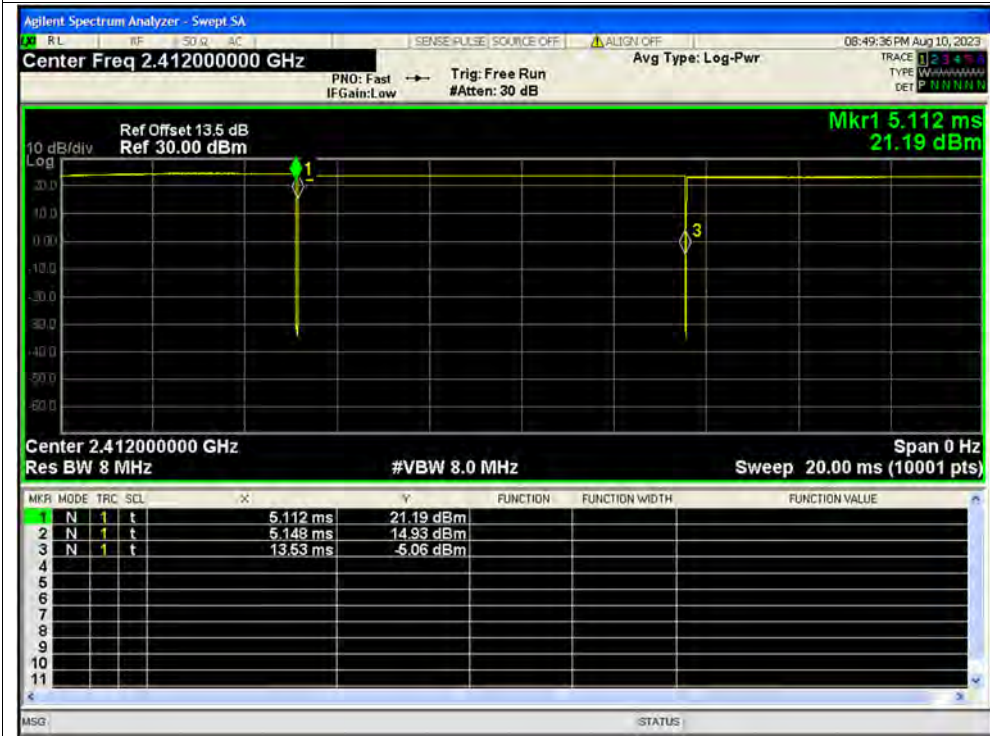 Agilent Spectrum Analyzer - Swept SA
RL RF 50 Ω AC SENSE:PULSE SOURCE OFF ALIGN OFF 08:49:36 PM Aug 10, 2023
Center Freq 2.412000000 GHz
PNO: Fast
IFGain:Low
Trig: Free Run
#Atten: 30 dB
Avg Type: Log-Pwr
TRACE 1 2 3 4 5 6
TYPE W
DET P N N N N N
Mkr1 5.112 ms
21.19 dBm
Ref Offset 13.5 dB
10 dB/div Ref 30.00 dBm
Log
1
20.0
10.0
0.00
3
-10.0
-20.0
-30.0
-40.0
-50.0
-60.0
Center 2.412000000 GHz Span 0 Hz
Res BW 8 MHz #VBW 8.0 MHz Sweep 20.00 ms (10001 pts)
MKR MODE TRC SCL X Y FUNCTION FUNCTION WIDTH FUNCTION VALUE
1 N 1 t 5.112 ms 21.19 dBm
2 N 1 t 5.148 ms 14.93 dBm
3 N 1 t 13.53 ms -5.06 dBm
4
5
6
7
8
9
10
11
MSG STATUS